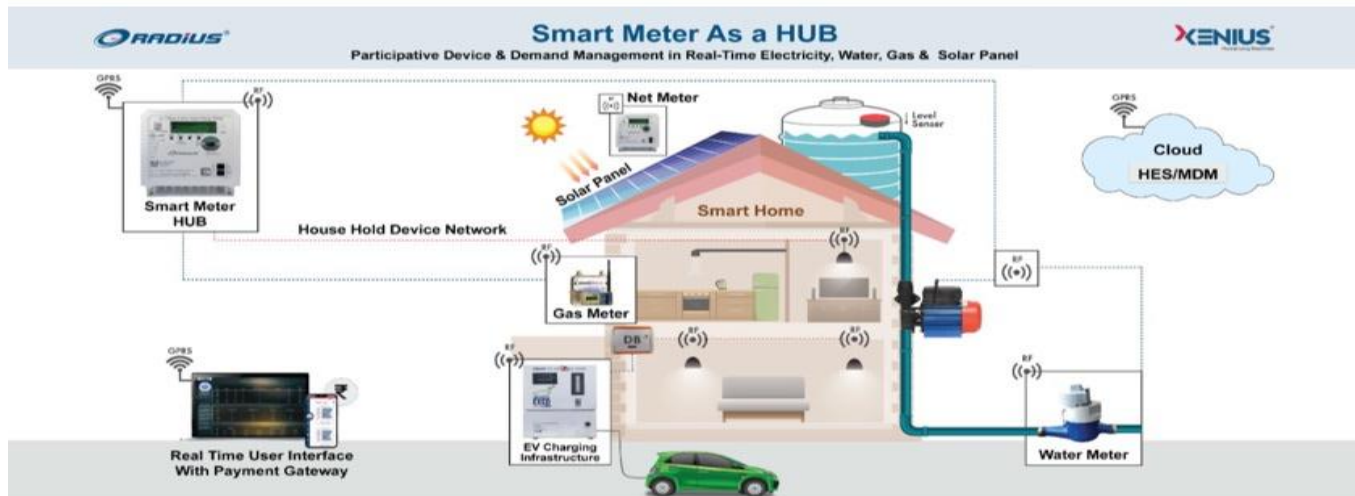 RADIUS
Smart Meter As a HUB
Participative Device & Demand Management in Real-Time Electricity, Water, Gas & Solar Panel
XENIUS
GPRS
RF
Smart Meter
HUB
RF
Net Meter
Solar Panel
Level
Sensor
GPRS
Cloud
HES/MDM
Smart Home
House Hold Device Network
RF
RF
Gas Meter
RF
DB
RF
RF
RF
EV Charging
Infrastructure
GPRS
₹
Real Time User Interface
With Payment Gateway
RF
Water Meter